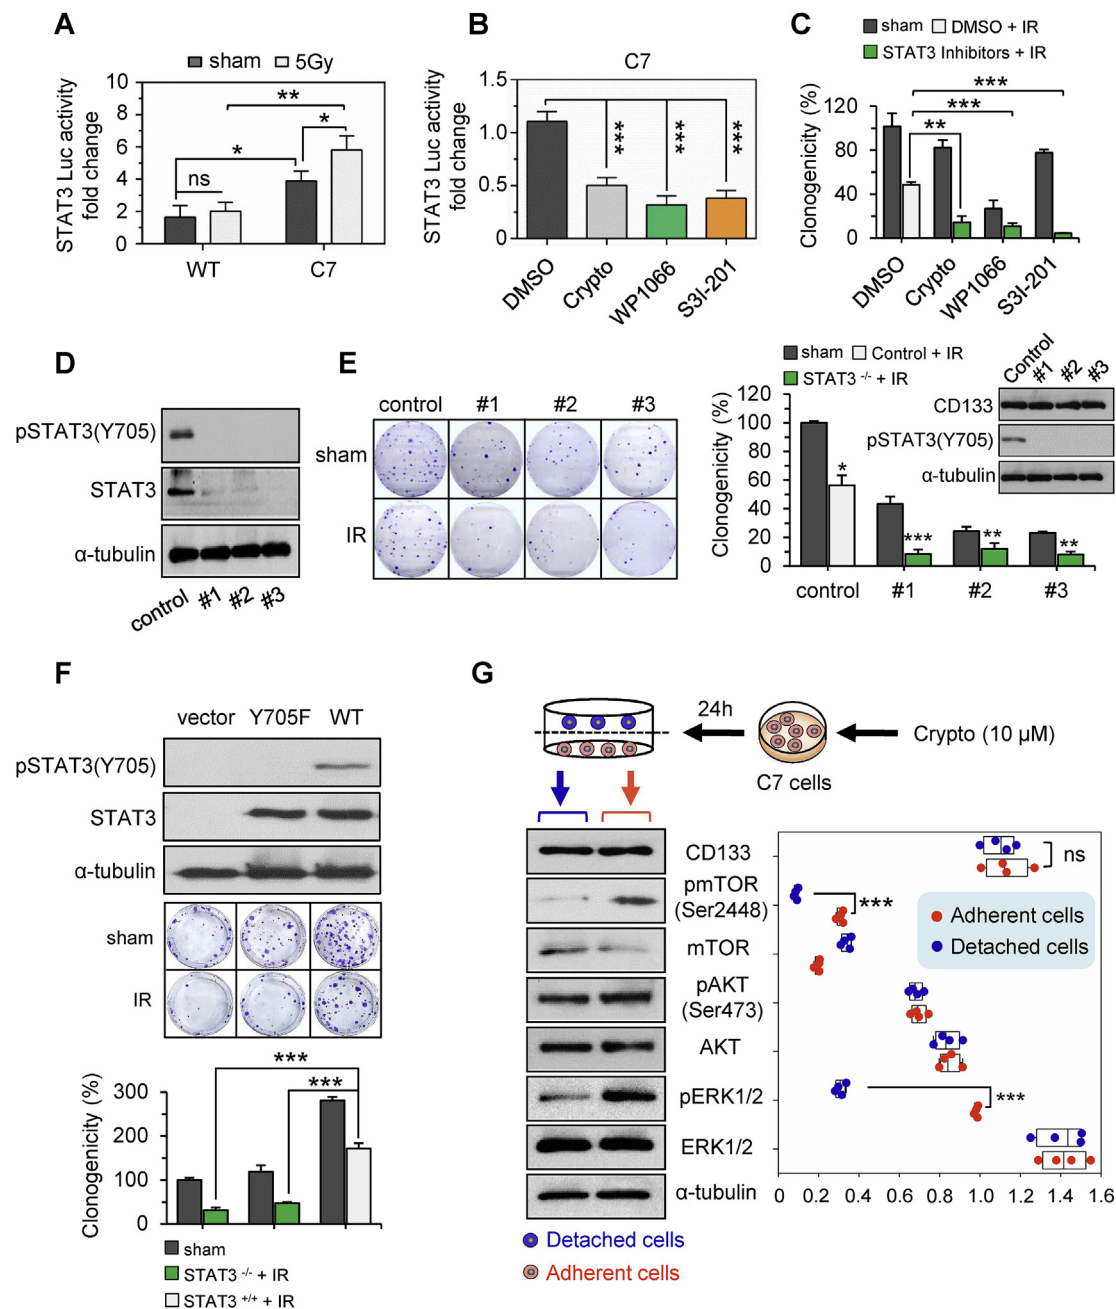 A
sham 5Gy
STAT3 Luc activity
fold change
10
8
6
4
2
0
**
*
*
ns
WT C7
B
C7
STAT3 Luc activity
fold change
1.5
1.0
0.5
0
***
***
***
DMSO
Crypto
WP1066
S3I-201
C
sham DMSO + IR
STAT3 Inhibitors + IR
Clonogenicity (%)
120
80
40
0
***
***
**
DMSO
Crypto
WP1066
S3I-201
D
pSTAT3(Y705)
STAT3
α-tubulin
control #1 #2 #3
E
control #1 #2 #3
sham
IR
sham Control + IR
STAT3 -/- + IR
Clonogenicity (%)
120
100
80
60
40
20
0
*
***
**
**
control #1 #2 #3
Control #1 #2 #3
CD133
pSTAT3(Y705)
α-tubulin
F
vector Y705F WT
pSTAT3(Y705)
STAT3
α-tubulin
sham
IR
Clonogenicity (%)
300
200
100
0
***
***
sham
STAT3 -/- + IR
STAT3 +/+ + IR
G
24h
Crypto (10 µM)
C7 cells
CD133
pmTOR
(Ser2448)
mTOR
pAKT
(Ser473)
AKT
pERK1/2
ERK1/2
α-tubulin
Detached cells
Adherent cells
ns
***
Adherent cells
Detached cells
***
0 0.2 0.4 0.6 0.8 1.0 1.2 1.4 1.6